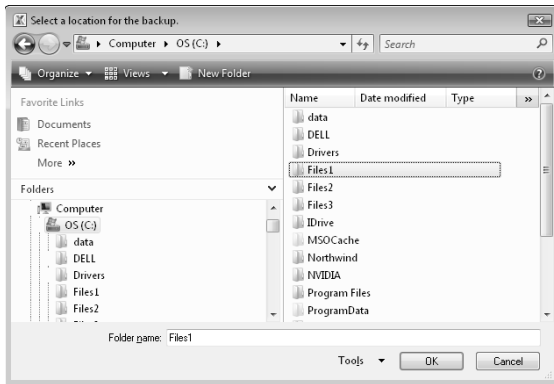 Select a location for the backup.
Computer ▸ OS (C:) ▸ Search
Organize Views New Folder
Favorite Links
Documents
Recent Places
More »
Folders
Computer
OS (C:)
data
DELL
Drivers
Files1
Files2
Name Date modified Type »
data
DELL
Drivers
Files1
Files2
Files3
IDrive
MSOCache
Northwind
NVIDIA
Program Files
ProgramData
Folder name: Files1
Tools OK Cancel